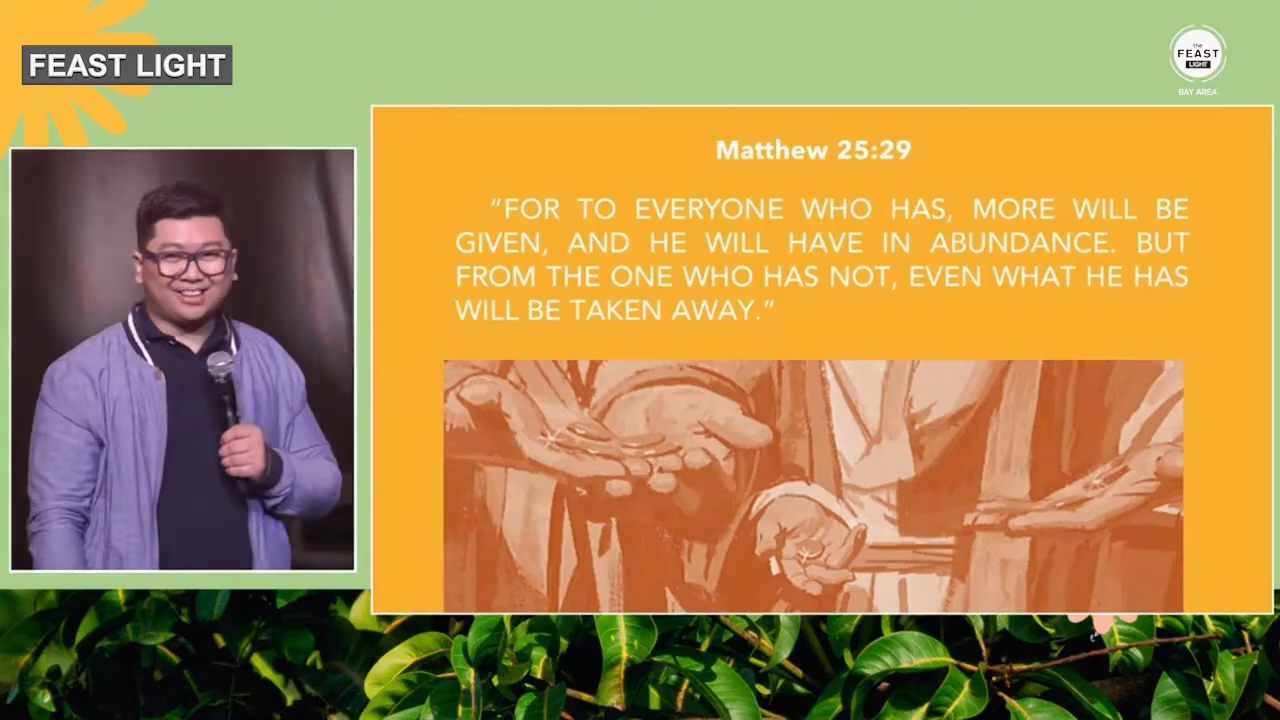 FEAST LIGHT
the
FEAST
LIGHT
BAY AREA
Matthew 25:29
“FOR TO EVERYONE WHO HAS, MORE WILL BE
GIVEN, AND HE WILL HAVE IN ABUNDANCE. BUT
FROM THE ONE WHO HAS NOT, EVEN WHAT HE HAS
WILL BE TAKEN AWAY.“